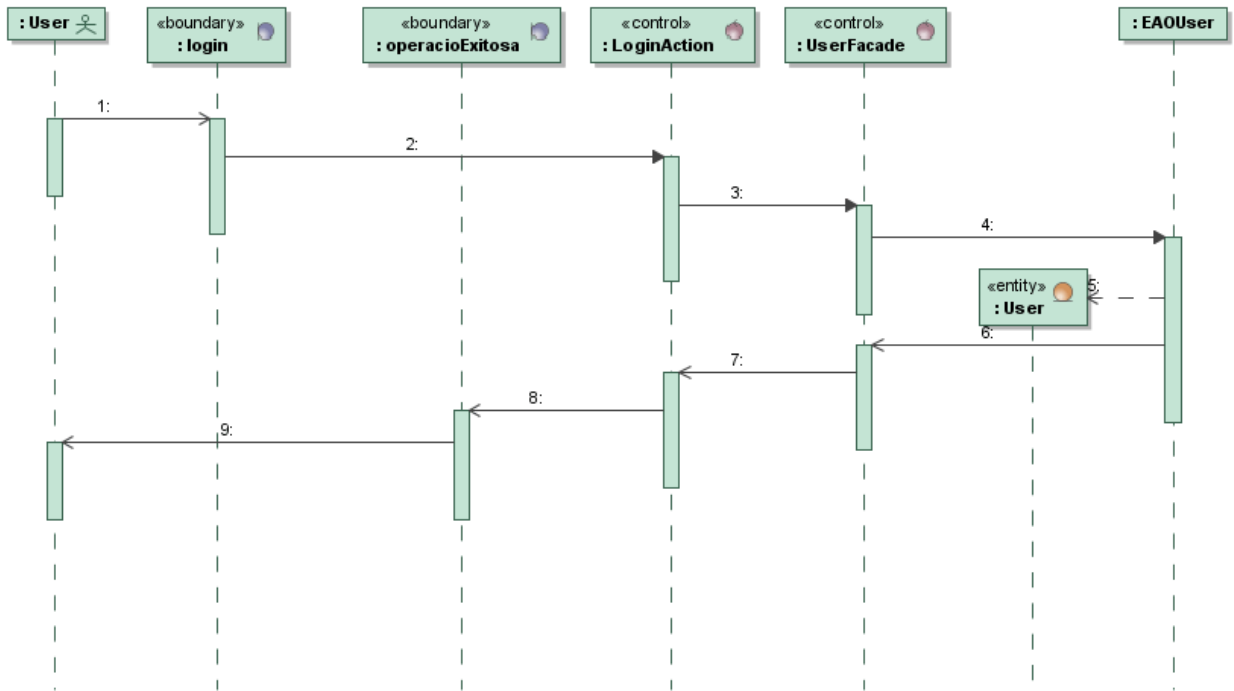 : User
«boundary»
: login
«boundary»
: operacioExitosa
«control»
: LoginAction
«control»
: UserFacade
: EAOUser
1:
2:
3:
4:
«entity»
: User
5:
6:
7:
8:
9: